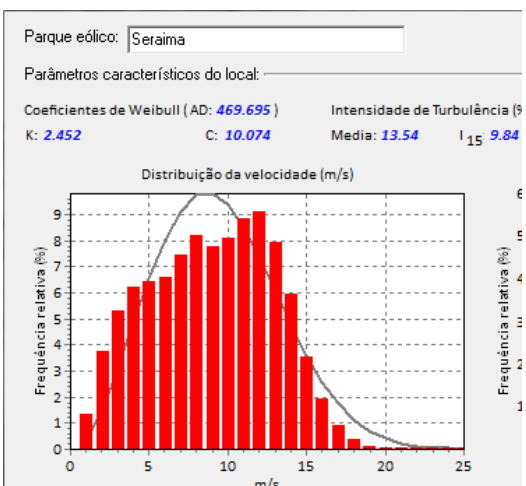 Parque eólico: Seraima
Parâmetros característicos do local:
Coeficientes de Weibull ( AD: 469.695 )
Intensidade de Turbulência (%
K: 2.452
C: 10.074
Media: 13.54
I 15: 9.84
Distribuição da velocidade (m/s)
Frequência relativa (%)
9
8
7
6
5
4
3
2
1
0
0 5 10 15 20 25
m/s
Frequência relativa (%)
6
5
4
3
2
1